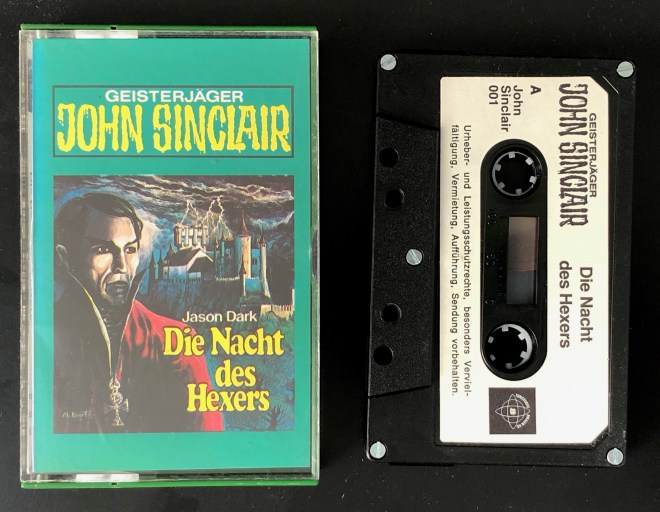 GEISTERJÄGER
JOHN SINCLAIR
Jason Dark
Die Nacht
des
Hexers
GEISTERJÄGER
JOHN SINCLAIR
Die Nacht
des Hexers
A
John
Sinclair
001
Urheber- und Leistungsschutzrechte, besonders Verviel-
fältigung, Vermietung, Aufführung, Sendung vorbehalten.